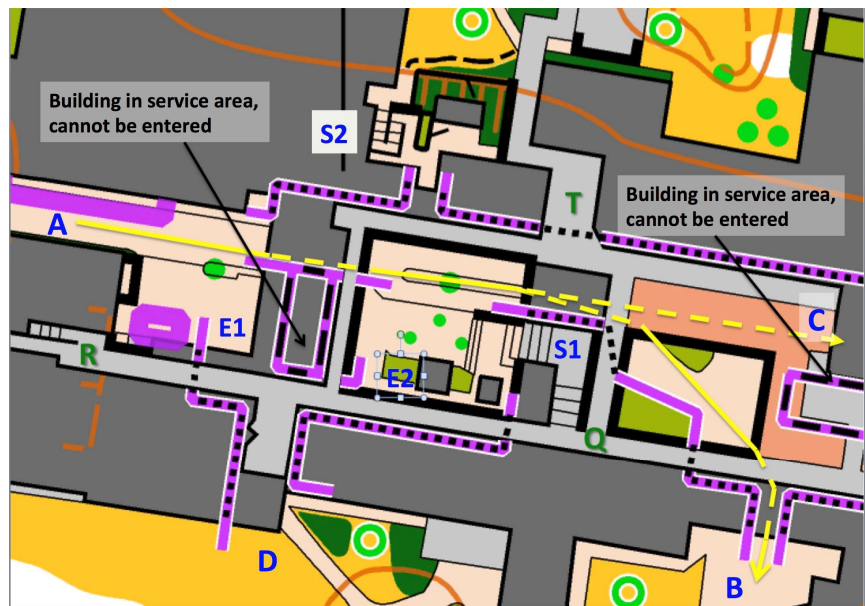 Building in service area,
cannot be entered
S2
T
Building in service area,
cannot be entered
A
C
E1
S1
R
E2
Q
D
B